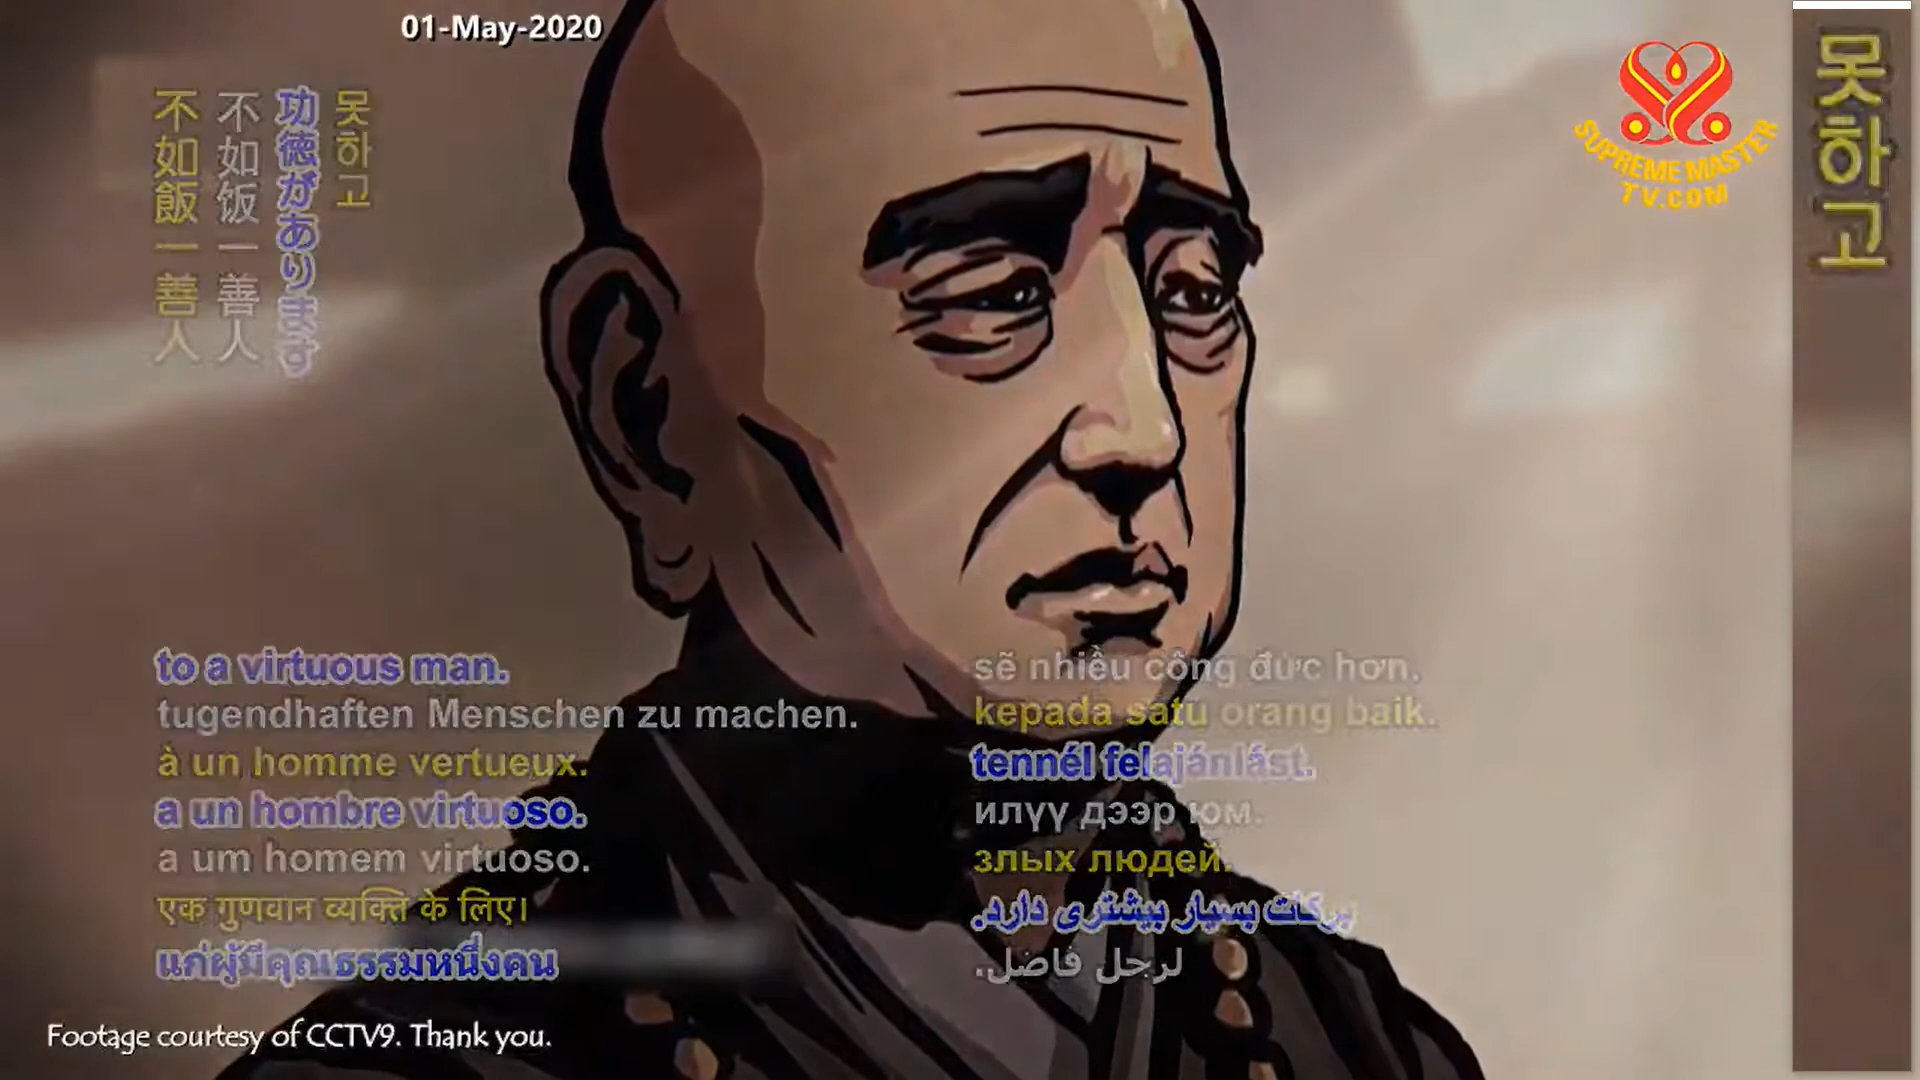 01-May-2020
못하고
功徳があります
不如饭一善人
不如飯一善人
SUPREME MASTER
TV.COM
못하고
to a virtuous man.
tugendhaften Menschen zu machen.
à un homme vertueux.
a un hombre virtuoso.
a um homem virtuoso.
एक गुणवान व्यक्ति के लिए।
แก่ผู้มีคุณธรรมหนึ่งคน
sẽ nhiều công đức hơn.
kepada satu orang baik.
tennél felajánlást.
илүү дээр юм.
злых людей.
برکات بسیار بیشتری دارد.
لرجل فاضل.
Footage courtesy of CCTV9. Thank you.